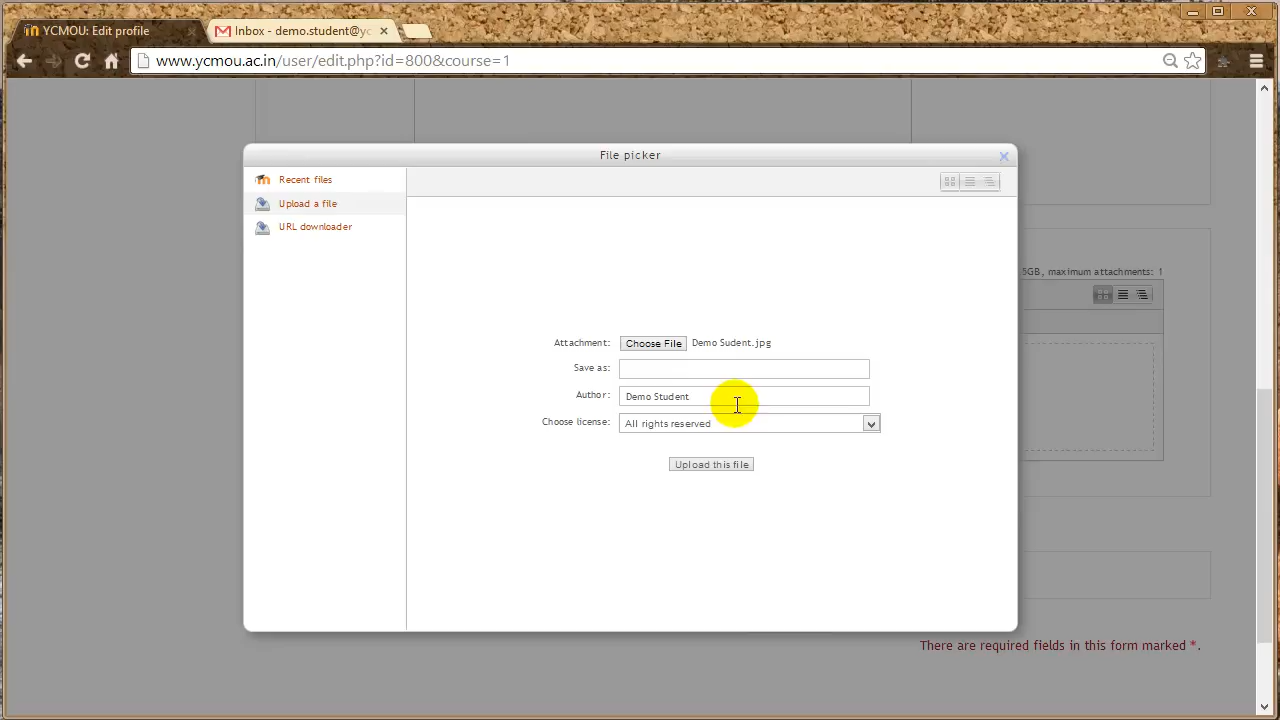 YCMOU: Edit profile
Inbox - demo.student@yc
www.ycmou.ac.in/user/edit.php?id=800&course=1
File picker
Recent files
Upload a file
URL downloader
5GB, maximum attachments: 1
Attachment: Choose File Demo Sudent.jpg
Save as:
Author: Demo Student
Choose license: All rights reserved
Upload this file
There are required fields in this form marked *.